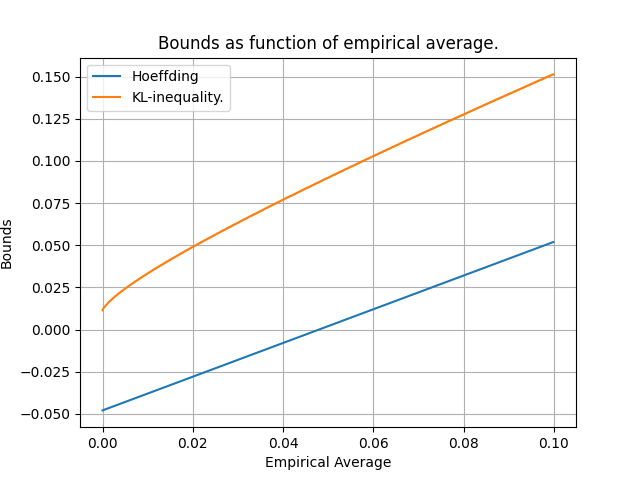 Bounds as function of empirical average.
Hoeffding
KL-inequality.
0.150
0.125
0.100
0.075
0.050
0.025
0.000
−0.025
−0.050
Bounds
0.00 0.02 0.04 0.06 0.08 0.10
Empirical Average